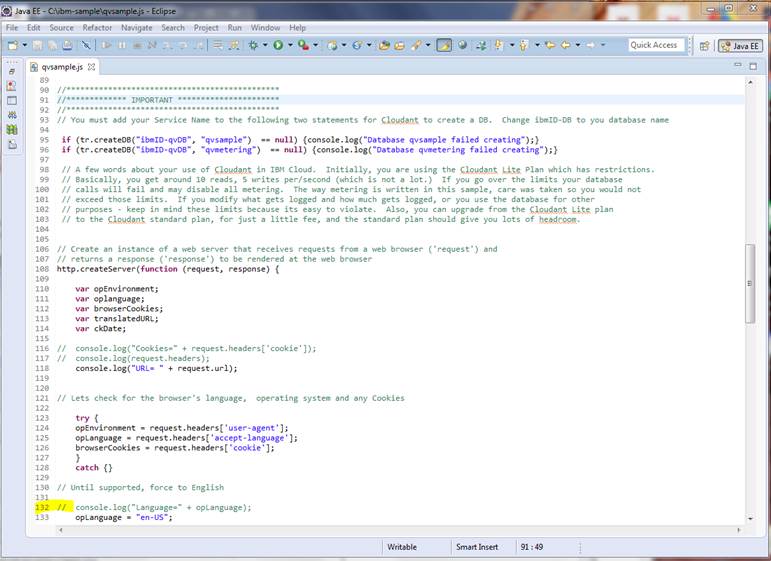 Java EE - C:\ibm-sample\qvsample.js - Eclipse
File Edit Source Refactor Navigate Search Project Run Window Help
Quick Access
Java EE
qvsample.js
89
90 //************************************************
91 //************* IMPORTANT ***********************
92 //************************************************
93 // You must add your Service Name to the following two statements for Cloudant to create a DB. Change ibmID-DB to you database name
94
95 if (tr.createDB("ibmID-qvDB", "qvsample") == null) {console.log("Database qvsample failed creating");}
96 if (tr.createDB("ibmID-qvDB", "qvmetering") == null) {console.log("Database qvmetering failed creating");}
97
98 // A few words about your use of Cloudant in IBM Cloud. Initially, you are using the Cloudant Lite Plan which has restrictions.
99 // Basically, you get around 10 reads, 5 writes per/second (which is not a lot.) If you go over the limits your database
100 // calls will fail and may disable all metering. The way metering is written in this sample, care was taken so you would not
101 // exceed those limits. If you modify what gets logged and how much gets logged, or you use the database for other
102 // purposes - keep in mind these limits because its easy to violate. Also, you can upgrade from the Cloudant Lite plan
103 // to the Cloudant standard plan, for just a little fee, and the standard plan should give you lots of headroom.
104
105
106 // Create an instance of a web server that receives requests from a web browser ('request') and
107 // returns a response ('response') to be rendered at the web browser
108 http.createServer(function (request, response) {
109
110 var opEnvironment;
111 var oplanguage;
112 var browserCookies;
113 var translatedURL;
114 var ckDate;
115
116 // console.log("Cookies=" + request.headers['cookie']);
117 // console.log(request.headers);
118 console.log("URL= " + request.url);
119
120
121 // Lets check for the browser's language, operating system and any Cookies
122
123 try {
124 opEnvironment = request.headers['user-agent'];
125 opLanguage = request.headers['accept-language'];
126 browserCookies = request.headers['cookie'];
127 }
128 catch {}
129
130 // Until supported, force to English
131
132 // console.log("Language=" + opLanguage);
133 opLanguage = "en-US";
Writable Smart Insert 91 : 49